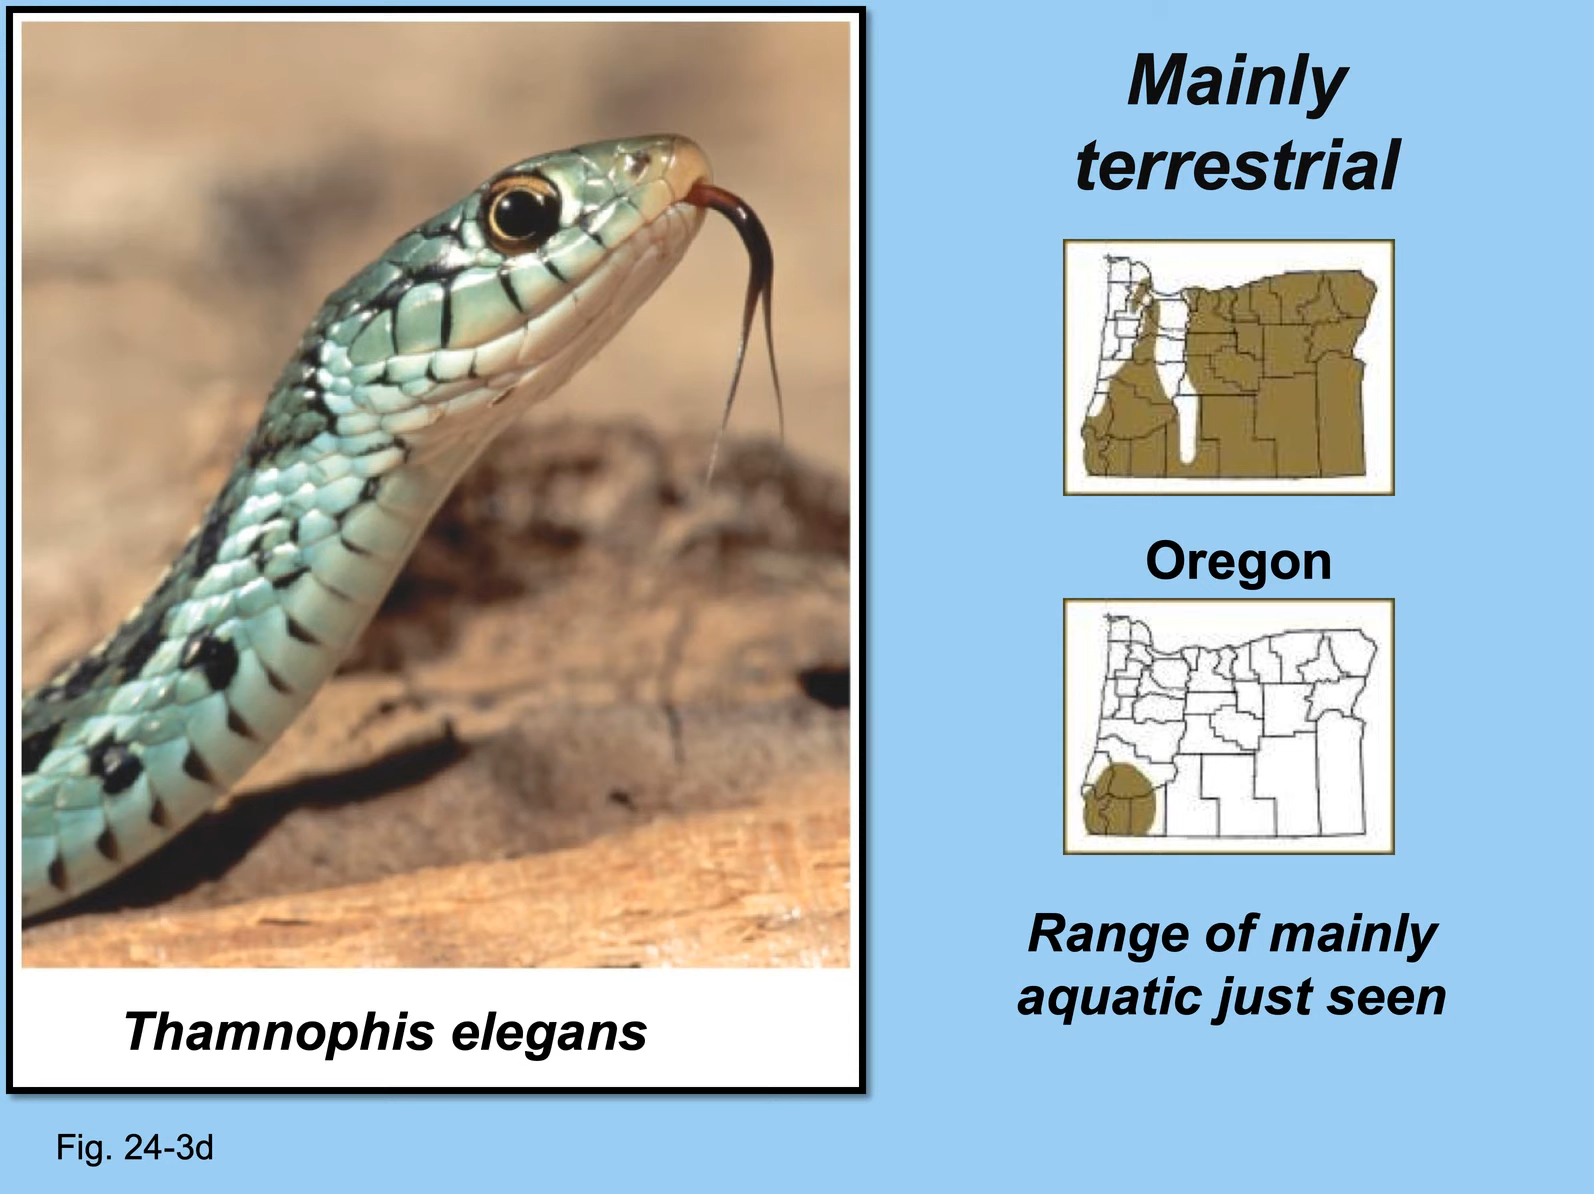 Mainly
terrestrial
Oregon
Range of mainly
aquatic just seen
Thamnophis elegans
Fig. 24-3d